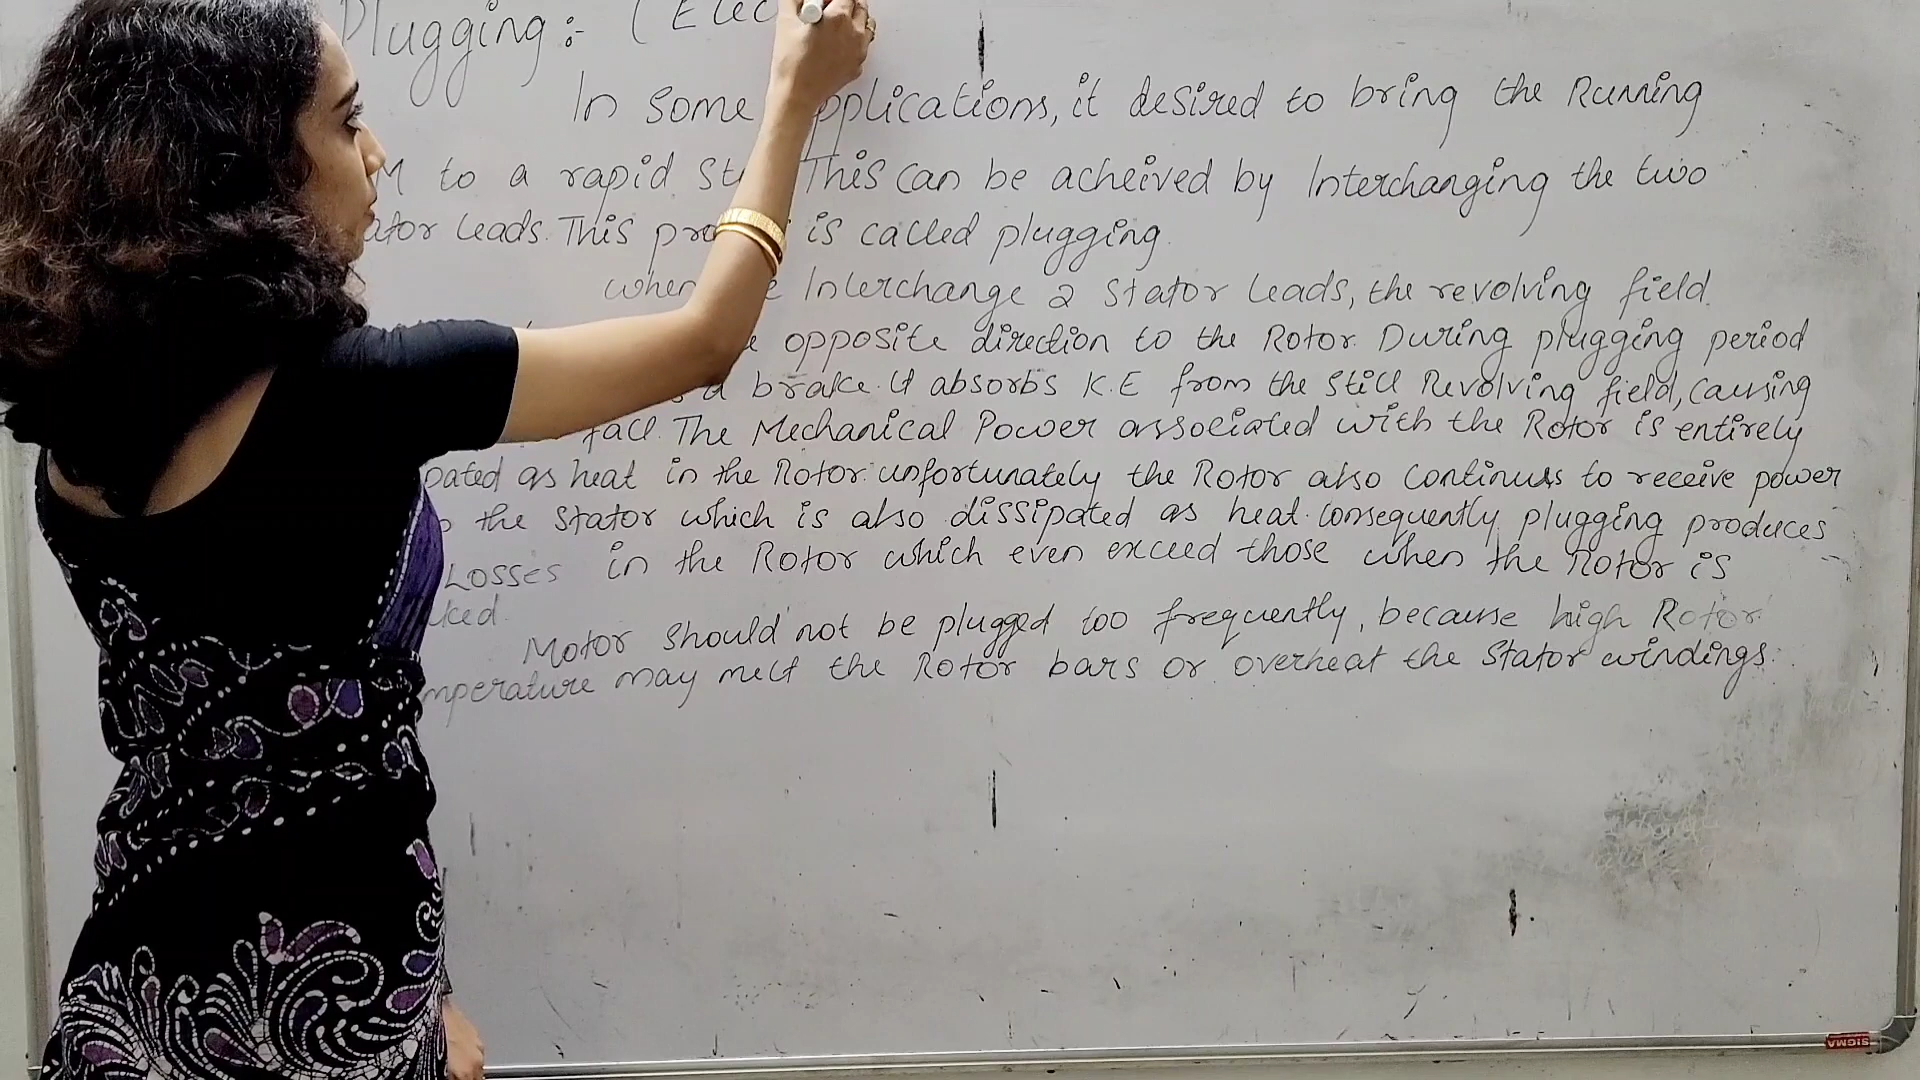 Plugging :- ( Elec
In some applications, it desired to bring the Running
M to a rapid This can be acheived by Interchanging the two
leads. This is called plugging.
when Interchange 2 Stator leads, the revolving field
opposite direction to the Rotor. During plugging period
a brake. It absorbs K.E from the still Revolving field, causing
fall. The Mechanical Power associated with the Rotor is entirely
as heat in the Rotor. unfortunately the Rotor also continues to receive power
the Stator which is also dissipated as heat. consequently plugging produces
Losses in the Rotor which even exceed those when the Rotor is
Motor should not be plugged too frequently, because high Rotor
may melt the Rotor bars or overheat the Stator windings.
SIGMA